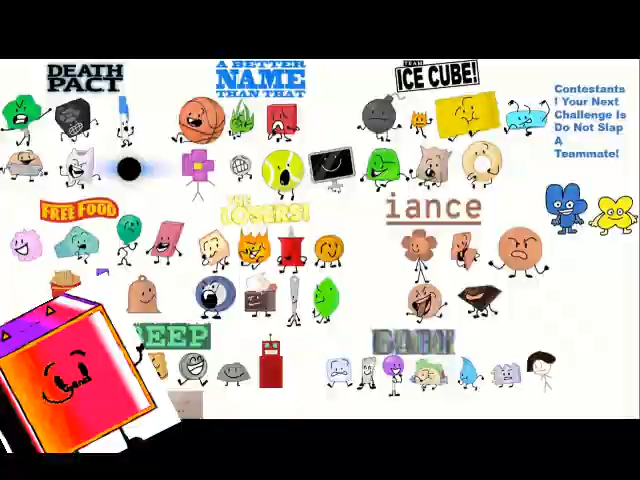 DEATH
PACT
A BETTER
NAME
THAN THAT
TEAM
ICE CUBE!
Contestants
! Your Next
Challenge Is
Do Not Slap
A
Teammate!
FREE FOOD
THE
LOSERS!
iance
EEP